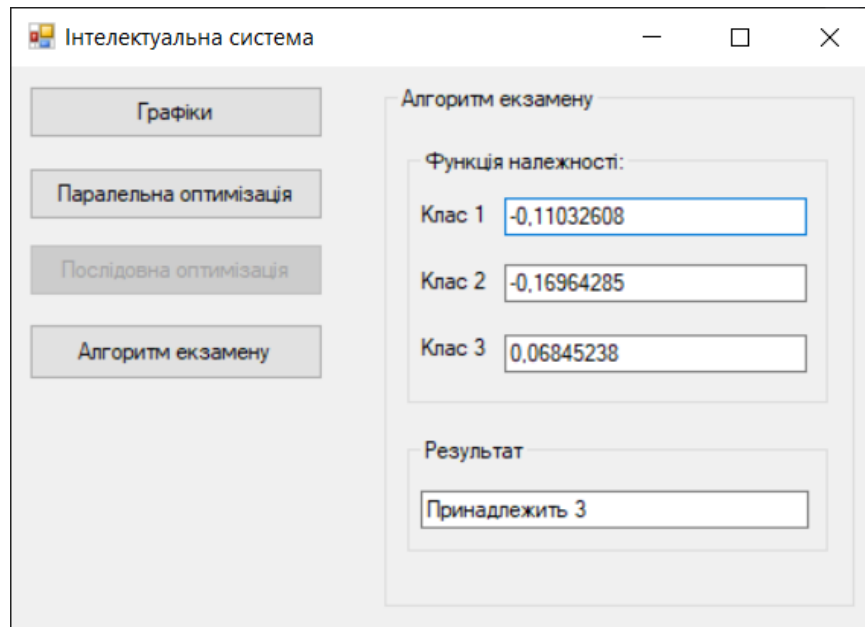 Інтелектуальна система
Графіки
Паралельна оптимізація
Послідовна оптимізація
Алгоритм екзамену
Алгоритм екзамену
Функція належності:
Клас 1 -0,11032608
Клас 2 -0,16964285
Клас 3 0,06845238
Результат
Принадлежить 3